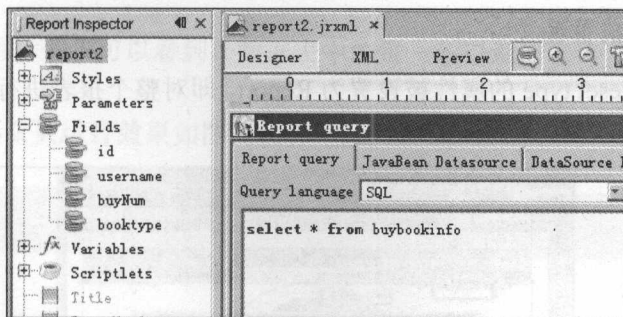 Report Inspector
report2
Styles
Parameters
Fields
id
username
buyNum
booktype
Variables
Scriptlets
Title
report2.jrxml
Designer XML Preview
0 1 2 3
Report query
Report query JavaBean Datasource DataSource
Query language SQL
select * from buybookinfo